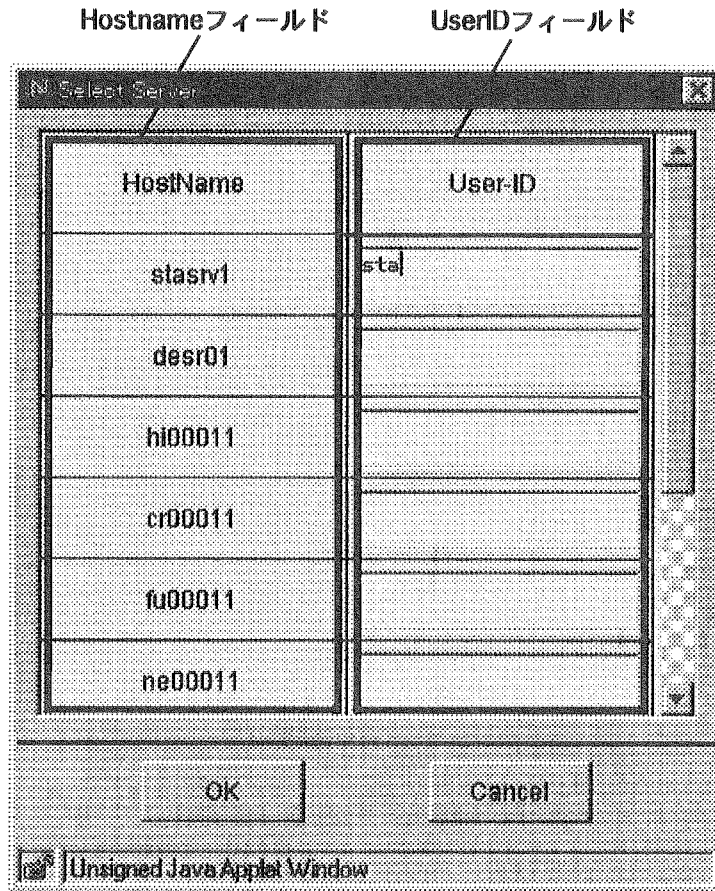 Hostnameフィールド UserIDフィールド
Select Server
HostName User-ID
stasrv1 sta
desr01
hi00011
cr00011
fu00011
ne00011
OK Cancel
Unsigned Java Applet Window